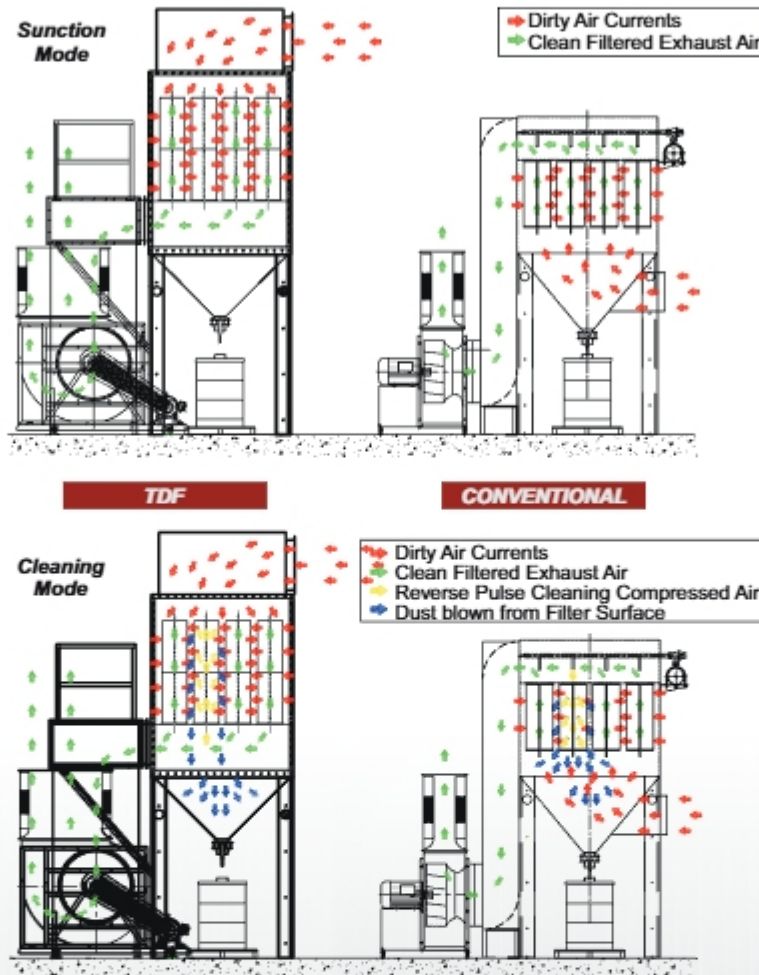 Sunction
Mode
Dirty Air Currents
Clean Filtered Exhaust Air
TDF
CONVENTIONAL
Cleaning
Mode
Dirty Air Currents
Clean Filtered Exhaust Air
Reverse Pulse Cleaning Compressed Air
Dust blown from Filter Surface